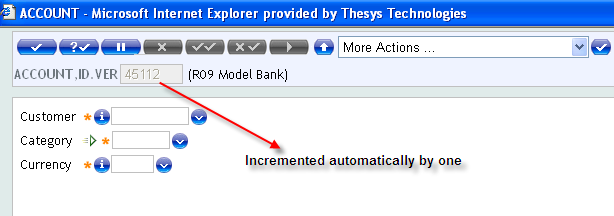 ACCOUNT - Microsoft Internet Explorer provided by Thesys Technologies
More Actions ...
ACCOUNT,ID.VER 45112 (R09 Model Bank)
Customer
Category
Currency
Incremented automatically by one